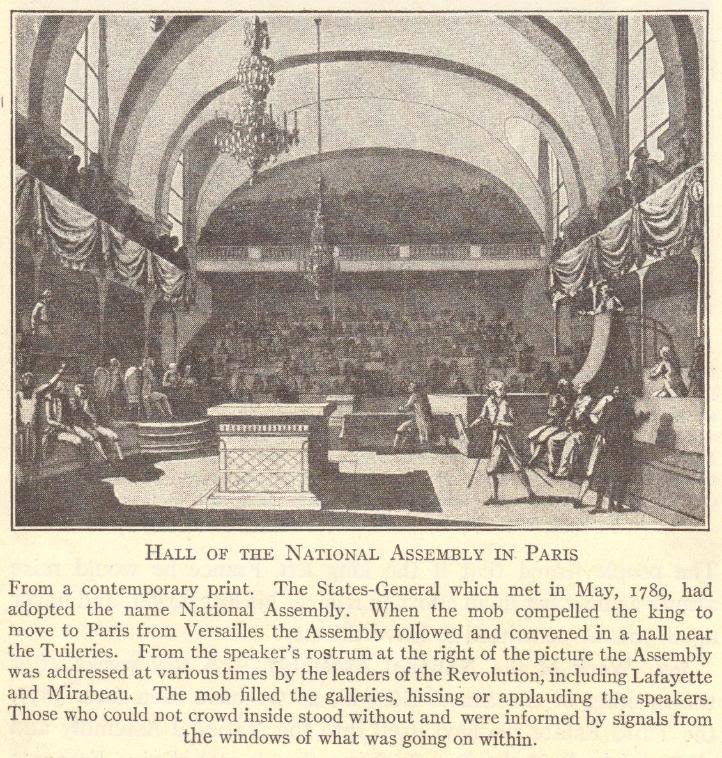 HALL OF THE NATIONAL ASSEMBLY IN PARIS
From a contemporary print. The States-General which met in May, 1789, had
adopted the name National Assembly. When the mob compelled the king to
move to Paris from Versailles the Assembly followed and convened in a hall near
the Tuileries. From the speaker's rostrum at the right of the picture the Assembly
was addressed at various times by the leaders of the Revolution, including Lafayette
and Mirabeau. The mob filled the galleries, hissing or applauding the speakers.
Those who could not crowd inside stood without and were informed by signals from
the windows of what was going on within.